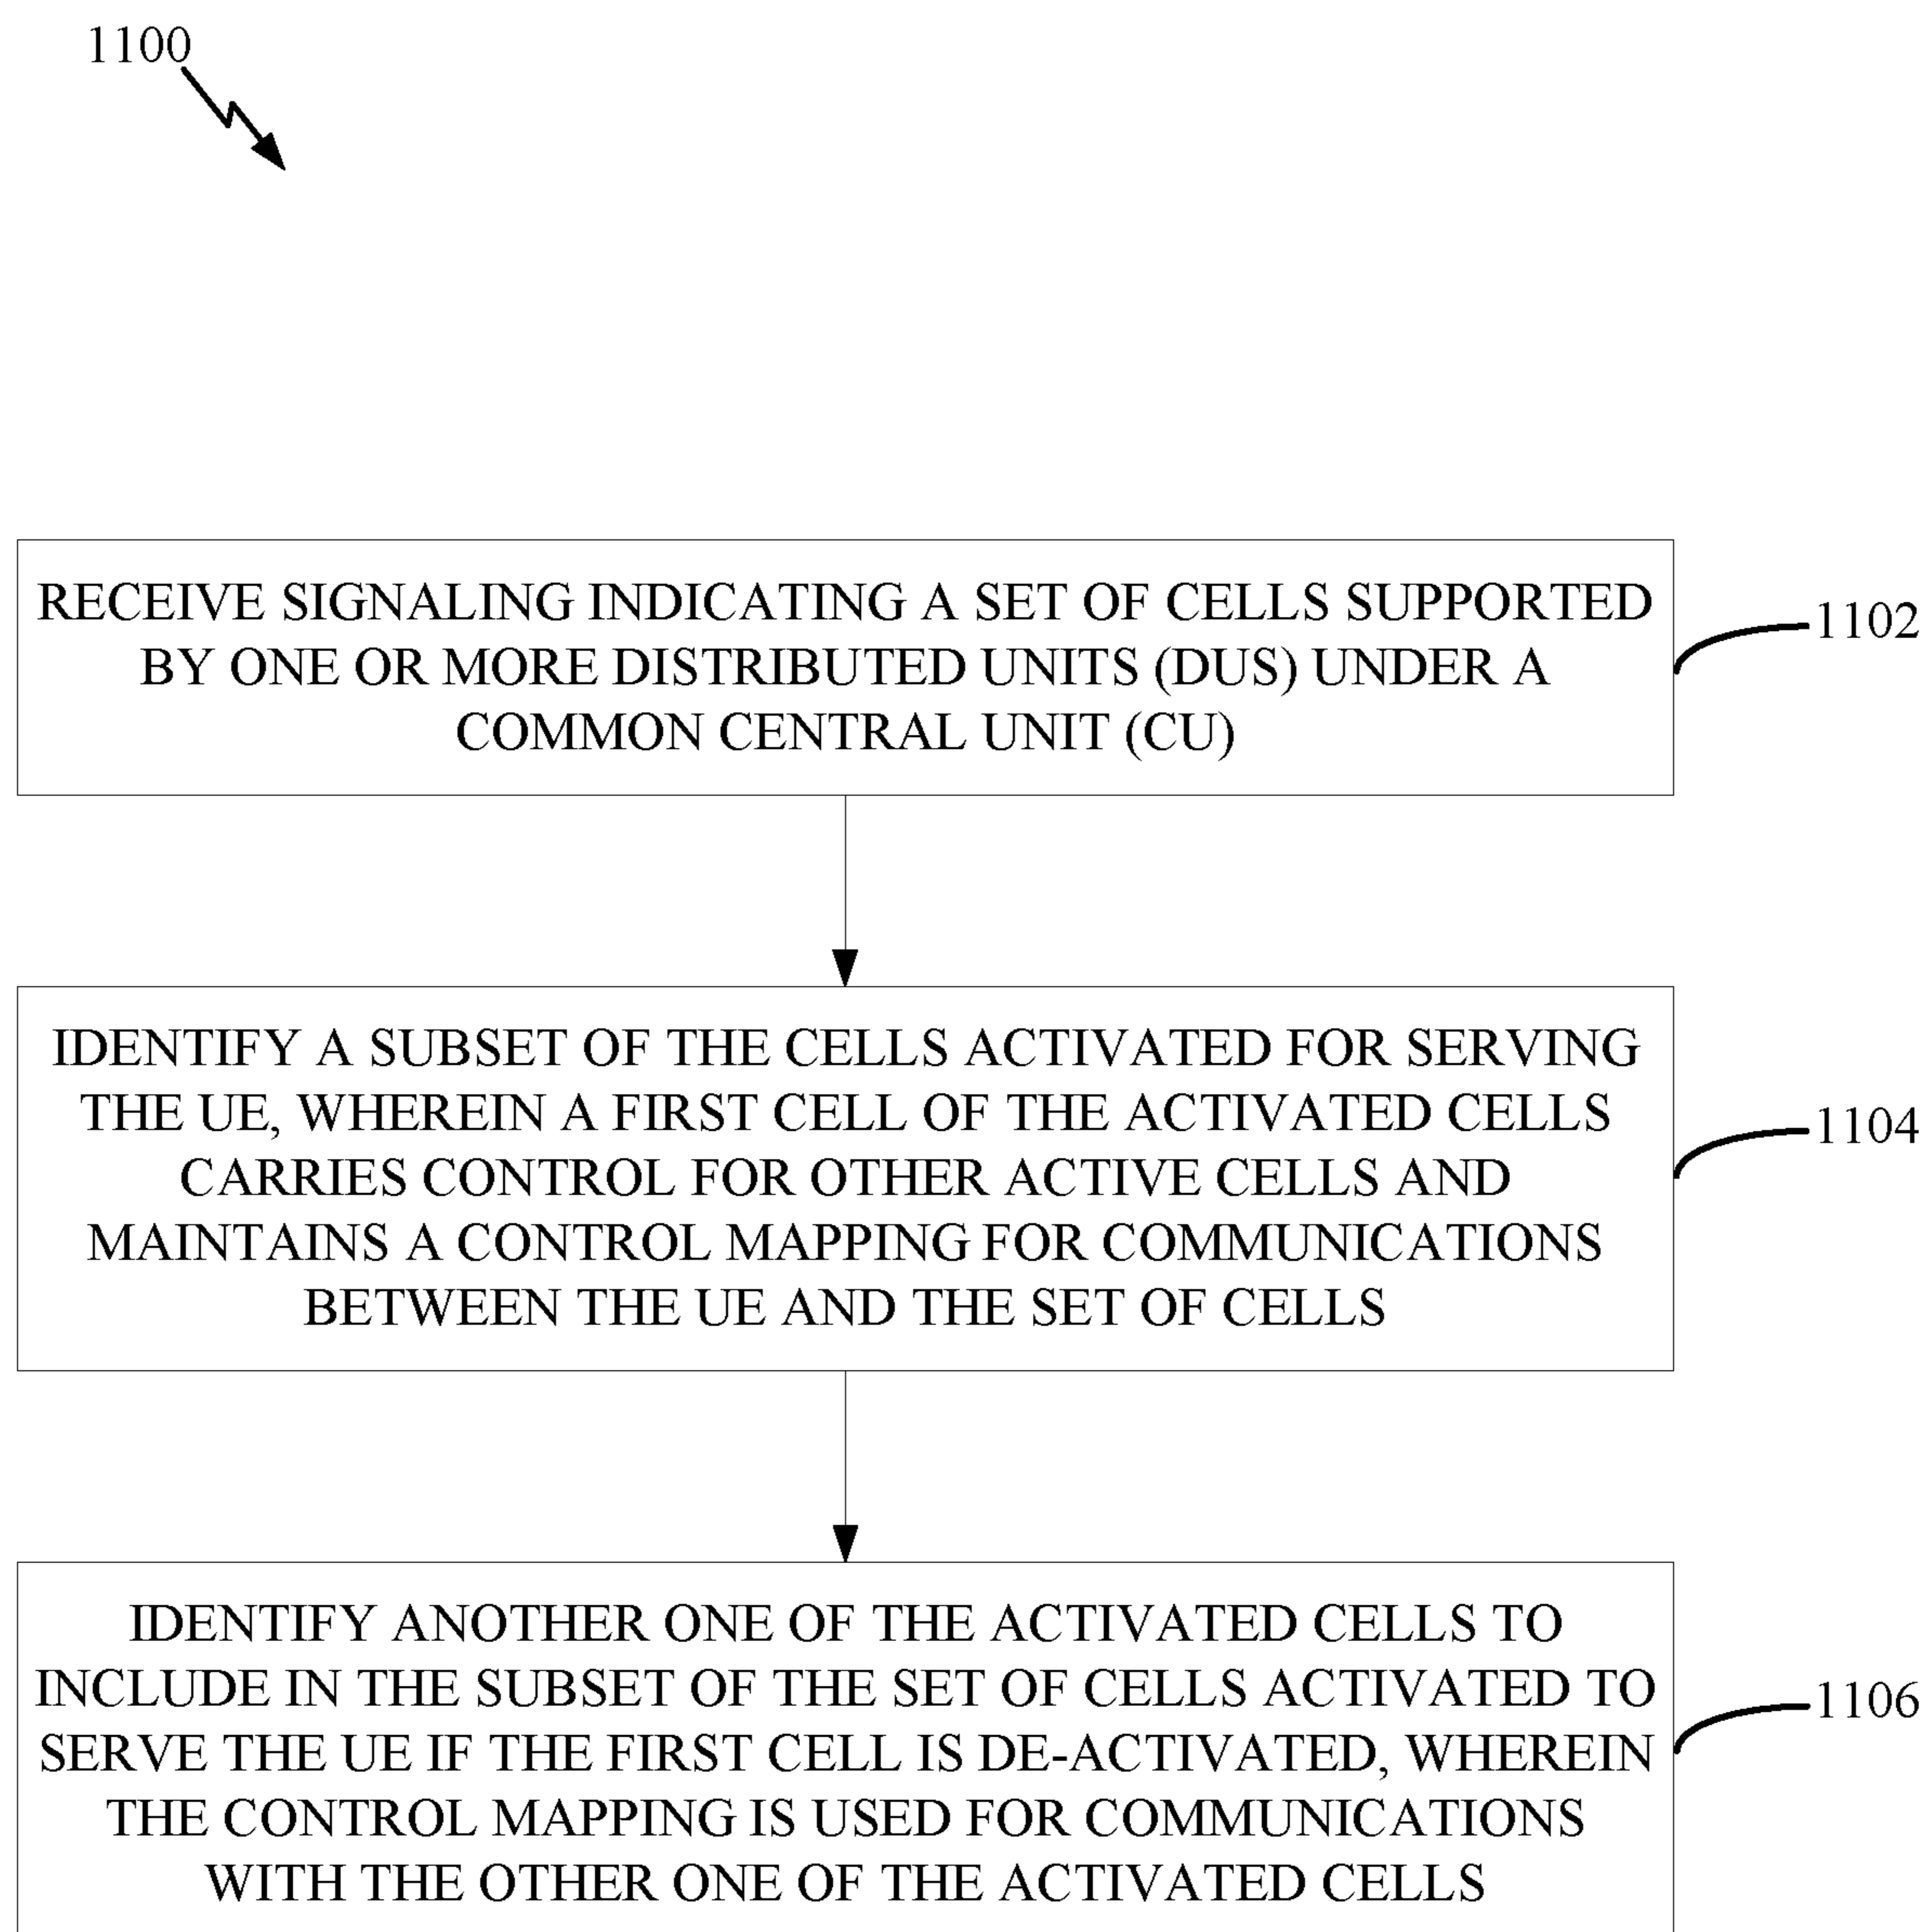 1100
RECEIVE SIGNALING INDICATING A SET OF CELLS SUPPORTED
BY ONE OR MORE DISTRIBUTED UNITS (DUS) UNDER A
COMMON CENTRAL UNIT (CU)
1102
IDENTIFY A SUBSET OF THE CELLS ACTIVATED FOR SERVING
THE UE, WHEREIN A FIRST CELL OF THE ACTIVATED CELLS
CARRIES CONTROL FOR OTHER ACTIVE CELLS AND
MAINTAINS A CONTROL MAPPING FOR COMMUNICATIONS
BETWEEN THE UE AND THE SET OF CELLS
1104
IDENTIFY ANOTHER ONE OF THE ACTIVATED CELLS TO
INCLUDE IN THE SUBSET OF THE SET OF CELLS ACTIVATED TO
SERVE THE UE IF THE FIRST CELL IS DE-ACTIVATED, WHEREIN
THE CONTROL MAPPING IS USED FOR COMMUNICATIONS
WITH THE OTHER ONE OF THE ACTIVATED CELLS
1106